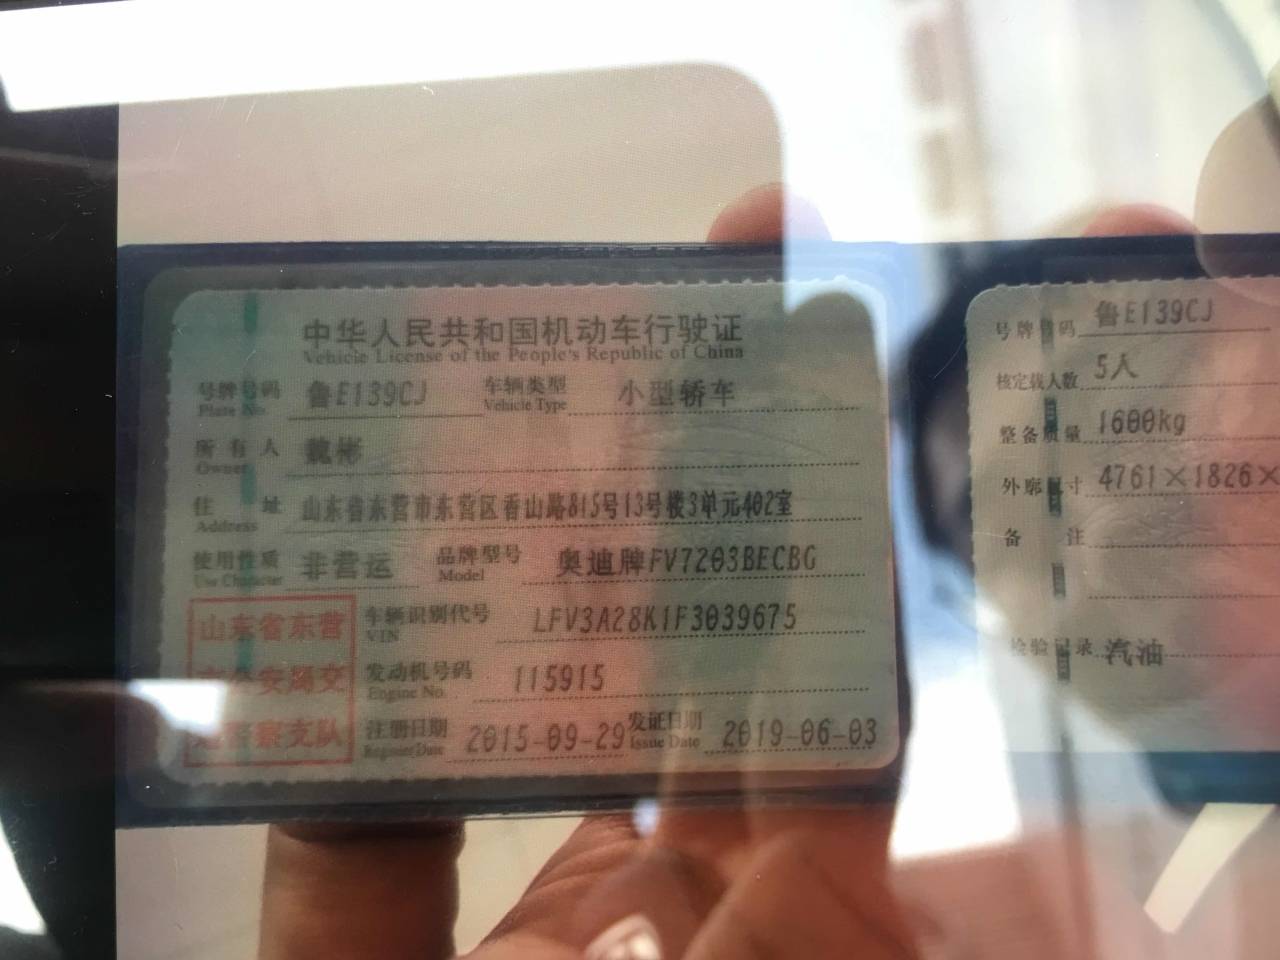 中华人民共和国机动车行驶证
Vehicle License of the People's Republic of China
号牌号码 鲁E139CJ 车辆类型 小型轿车
Plate No. Vehicle Type
所有人 魏彬
Owner
住址 山东省东营市东营区香山路815号13号楼3单元402室
Address
使用性质 非营运 品牌型号 奥迪牌FV7203BECBG
Use Character Model
山东省东营
车辆识别代号 LFV3A28K1F3039675
VIN
安局交
发动机号码 115915
Engine No.
警察支队
注册日期 2015-09-29 发证日期 2019-06-03
Register Date Issue Date
号牌号码 鲁E139CJ
核定载人数 5人
整备质量 1600kg
外廓尺寸 4761×1826×
备注
检验记录 汽油